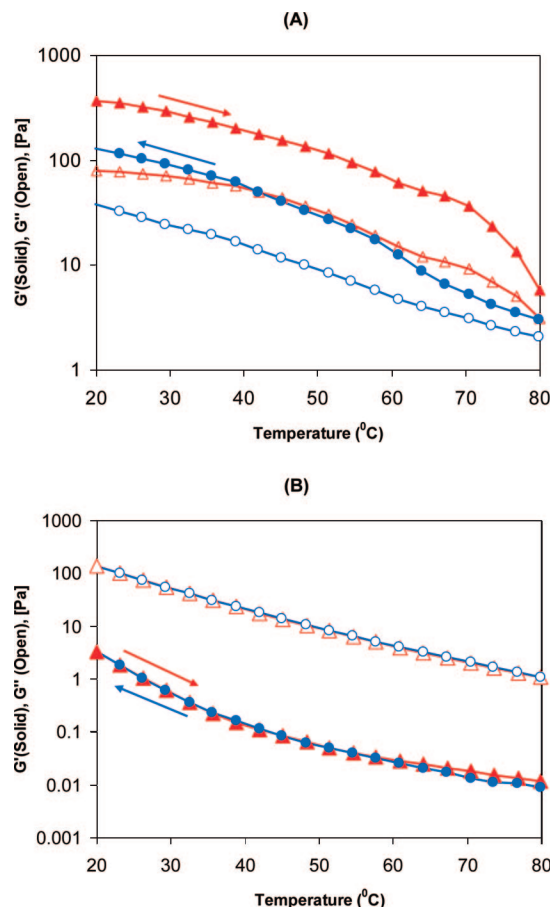 (A)
G'(Solid), G'' (Open), [Pa]
1000
100
10
1
20 30 40 50 60 70 80
Temperature (⁰C)
(B)
G'(Solid), G'' (Open), [Pa]
1000
100
10
1
0.1
0.01
0.001
20 30 40 50 60 70 80
Temperature (⁰C)